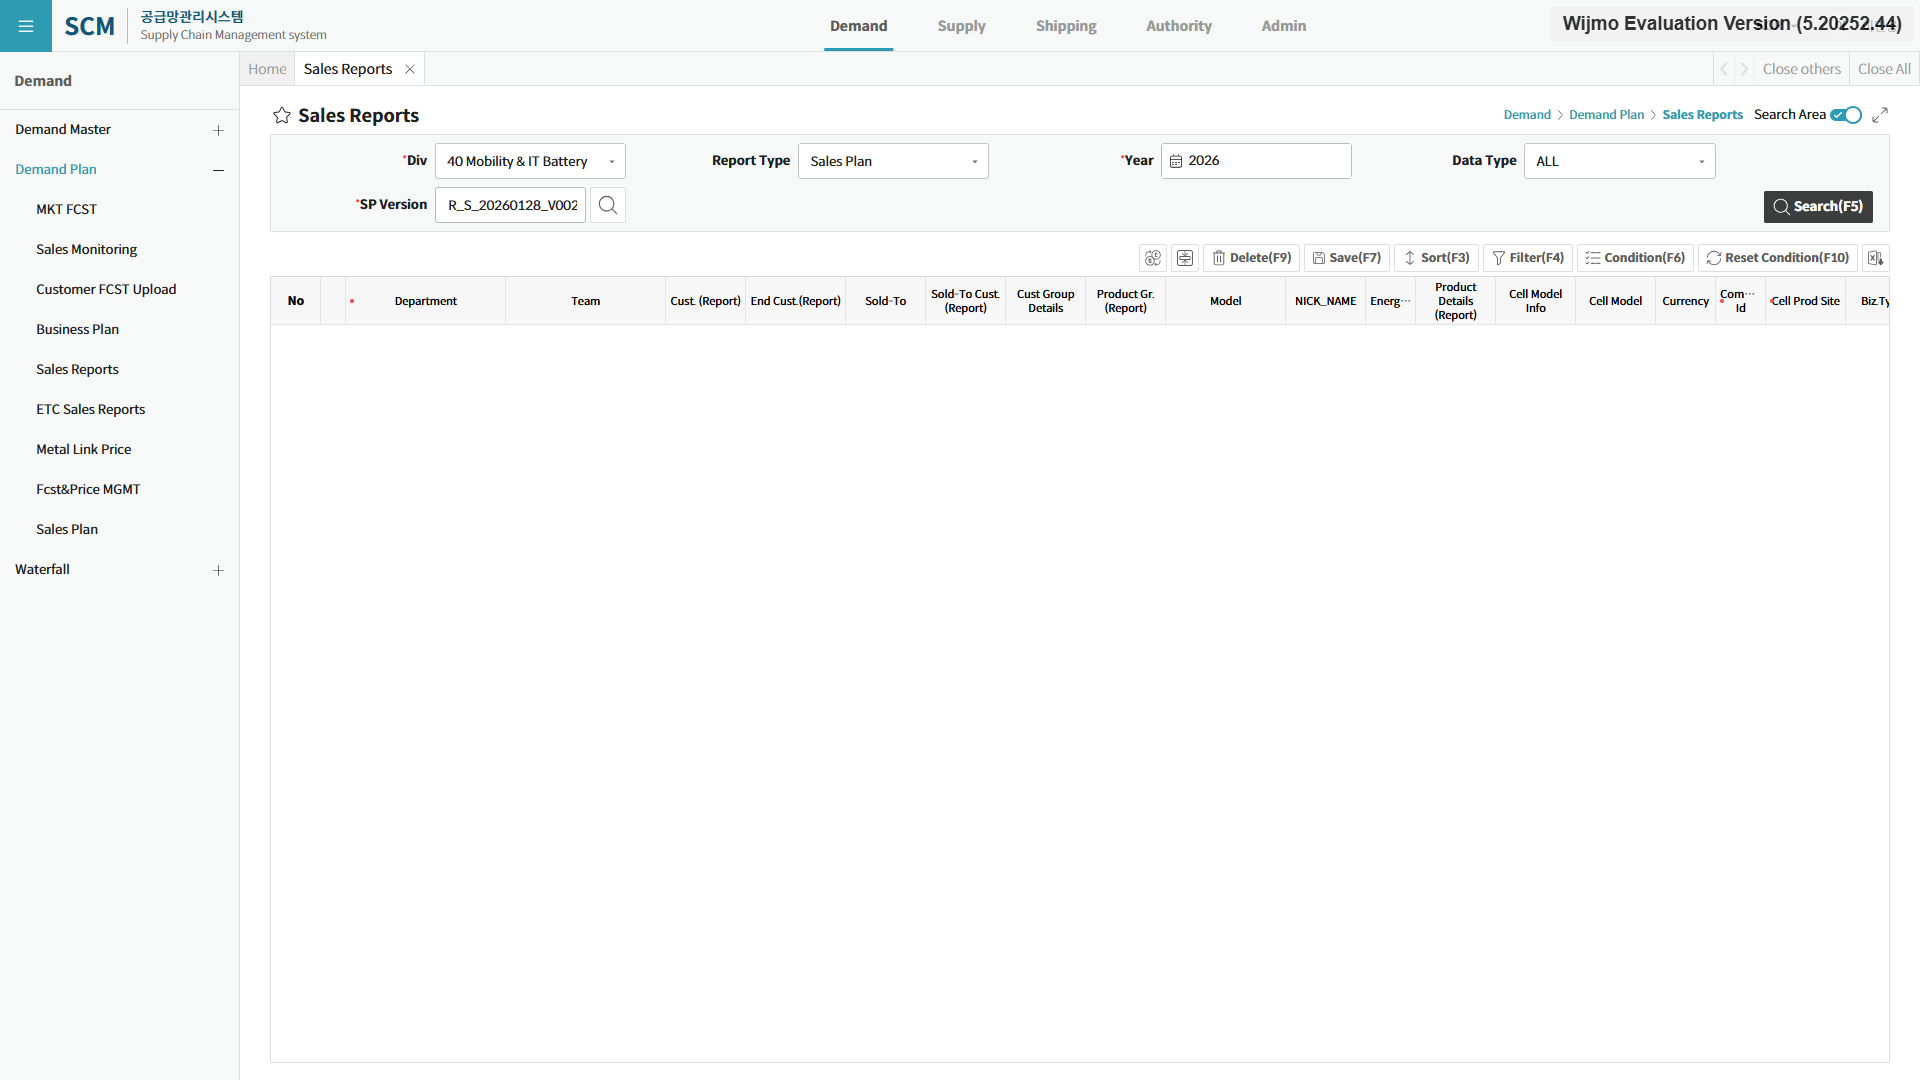 SCM
공급망관리시스템
Supply Chain Management system
Demand
Supply
Shipping
Authority
Admin
Wijmo Evaluation Version (5.20252.44)
Demand
Home
Sales Reports
Close others
Close All
Demand Master
Demand Plan
MKT FCST
Sales Monitoring
Customer FCST Upload
Business Plan
Sales Reports
ETC Sales Reports
Metal Link Price
Fcst&Price MGMT
Sales Plan
Waterfall
Sales Reports
Demand > Demand Plan > Sales Reports
Search Area
*Div
40 Mobility & IT Battery
Report Type
Sales Plan
*Year
2026
Data Type
ALL
*SP Version
R_S_20260128_V002
Search(F5)
Delete(F9)
Save(F7)
Sort(F3)
Filter(F4)
Condition(F6)
Reset Condition(F10)
No
Department
Team
Cust. (Report)
End Cust.(Report)
Sold-To
Sold-To Cust.
(Report)
Cust Group
Details
Product Gr.
(Report)
Model
NICK_NAME
Energ···
Product
Details
(Report)
Cell Model
Info
Cell Model
Currency
Com···
Id
Cell Prod Site
Biz.Ty